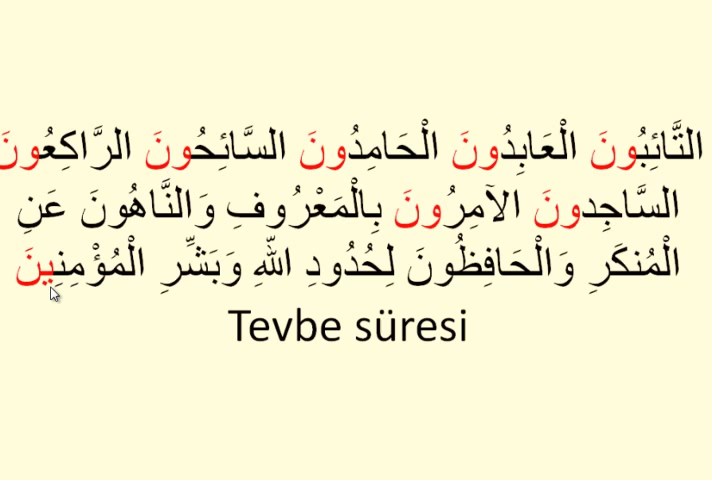 التَّائِبُونَ الْعَابِدُونَ الْحَامِدُونَ السَّائِحُونَ الرَّاكِعُونَ
السَّاجِدونَ الآمِرُونَ بِالْمَعْرُوفِ وَالنَّاهُونَ عَنِ
الْمُنكَرِ وَالْحَافِظُونَ لِحُدُودِ اللّهِ وَبَشِّرِ الْمُؤْمِنِينَ
Tevbe süresi